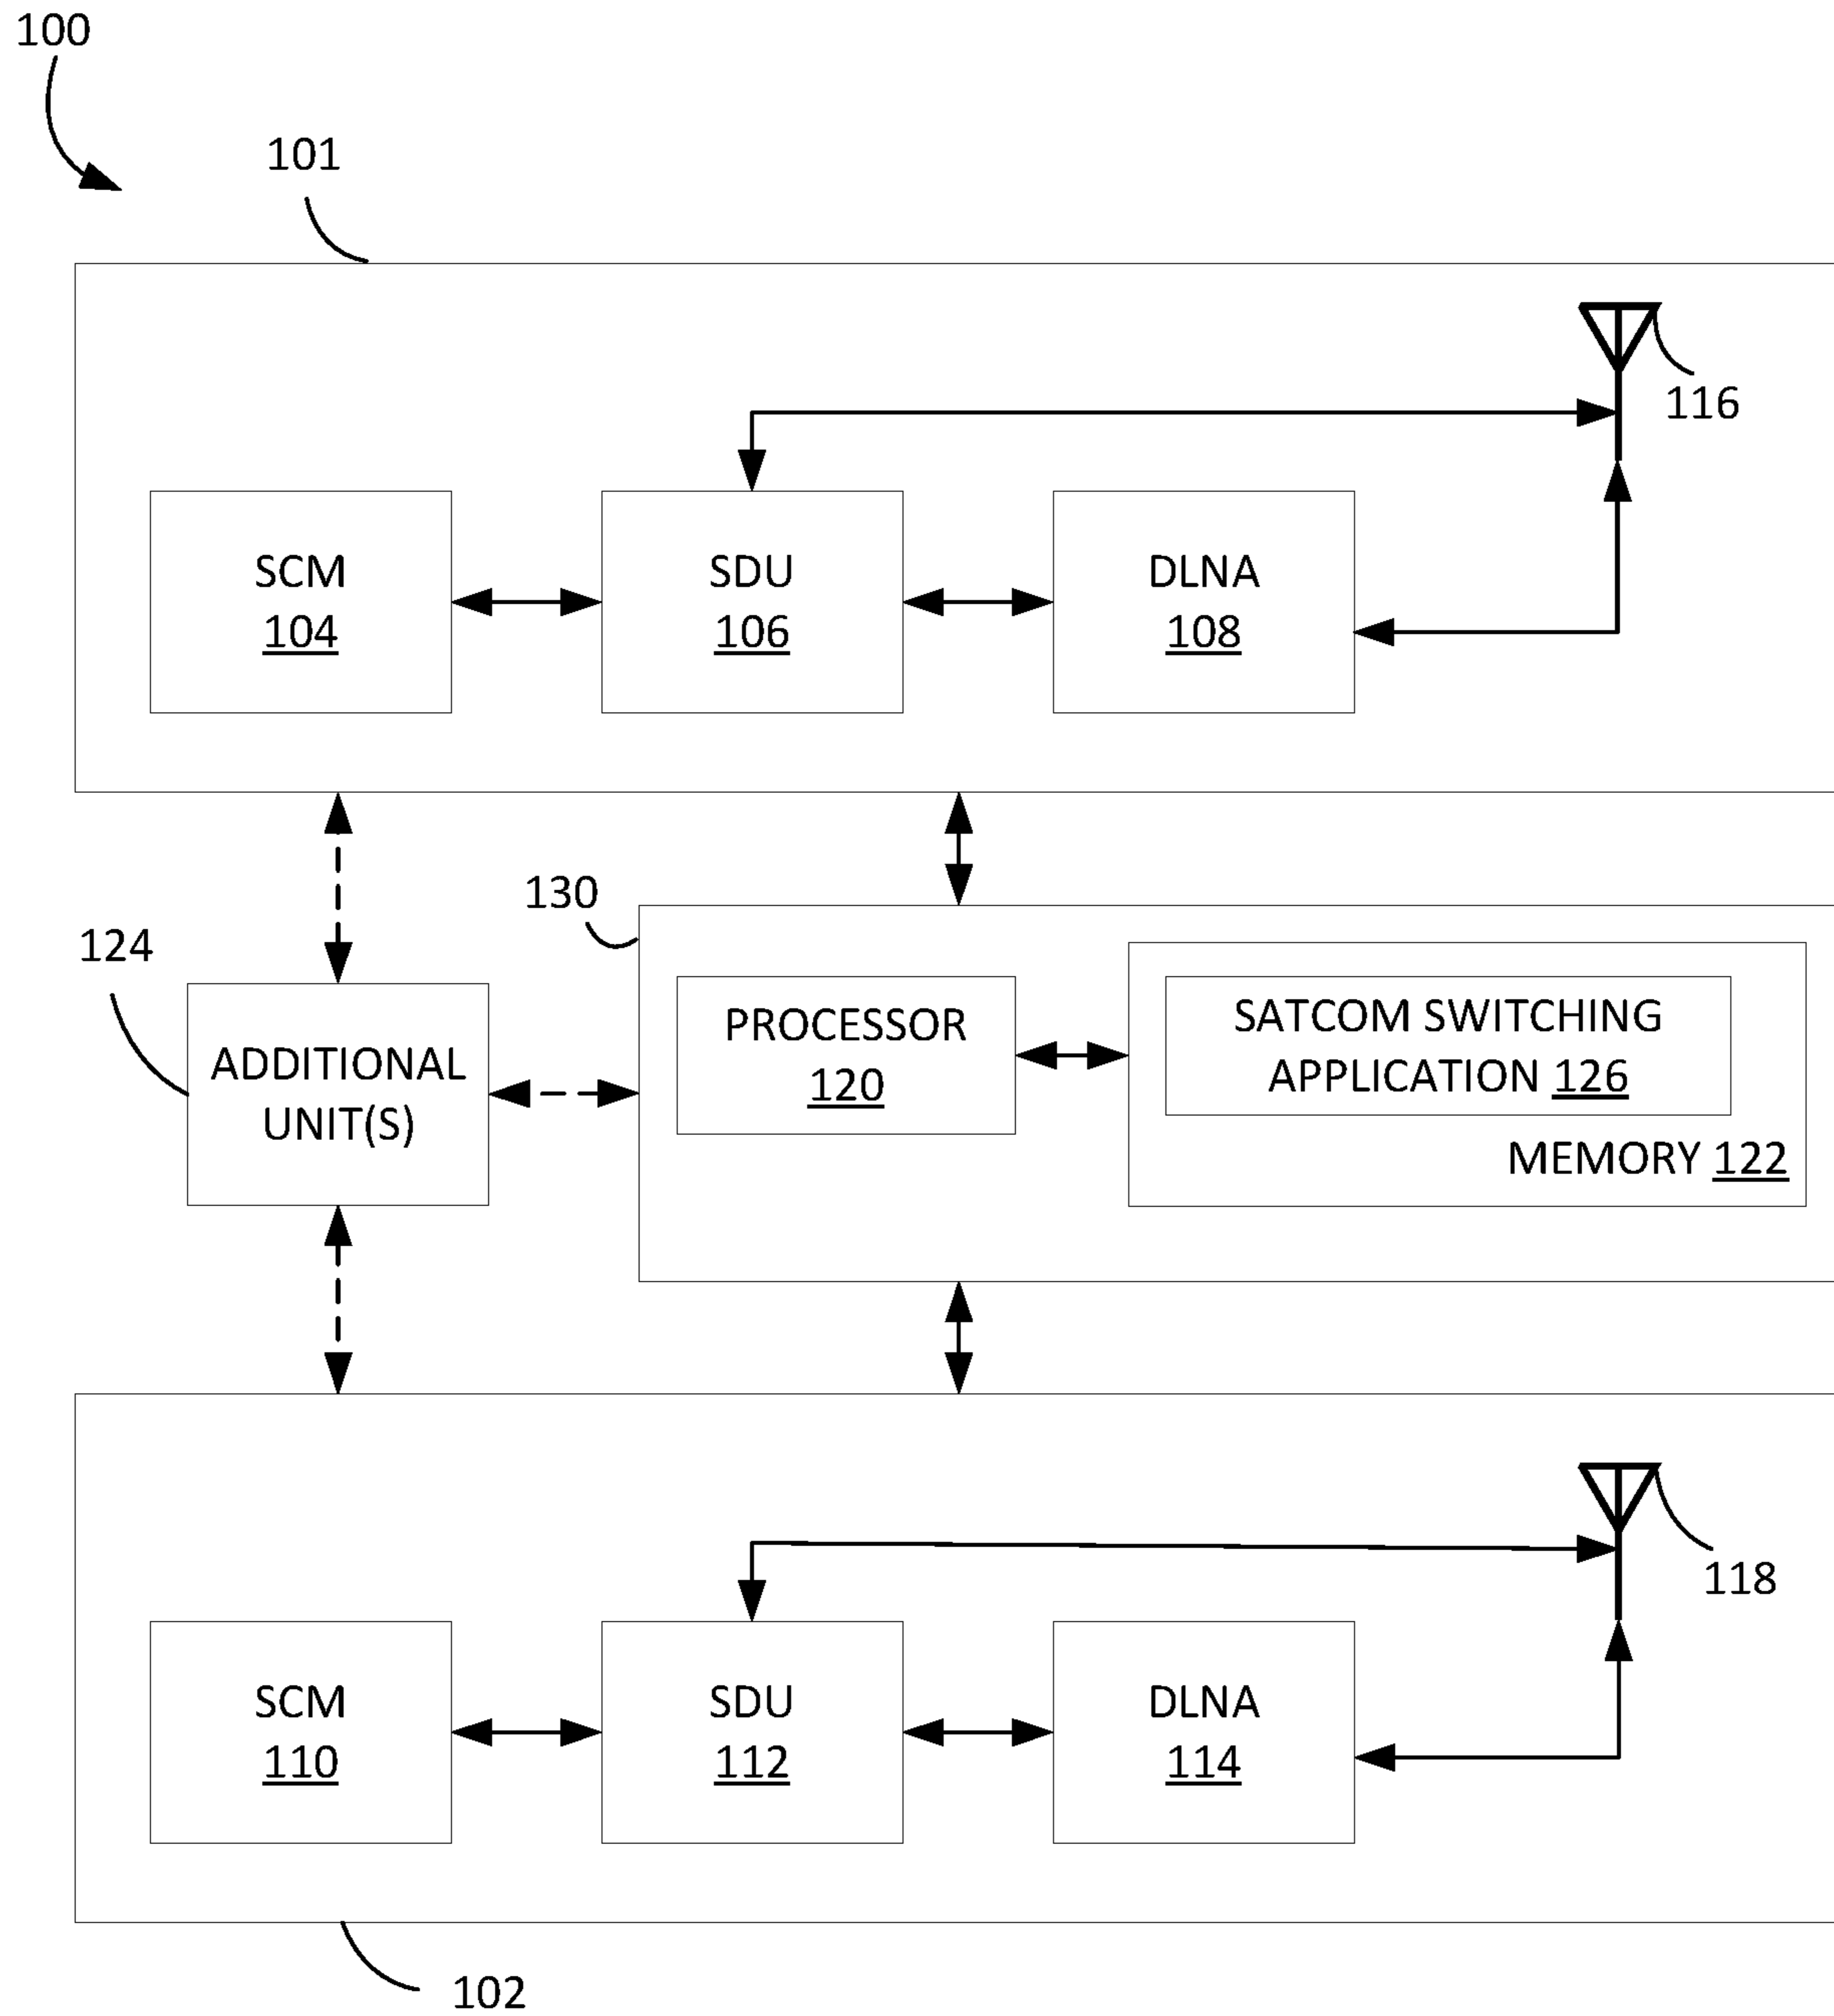 100
101
116
SCM
104
SDU
106
DLNA
108
130
124
ADDITIONAL
UNIT(S)
PROCESSOR
120
SATCOM SWITCHING
APPLICATION 126
MEMORY 122
118
SCM
110
SDU
112
DLNA
114
102